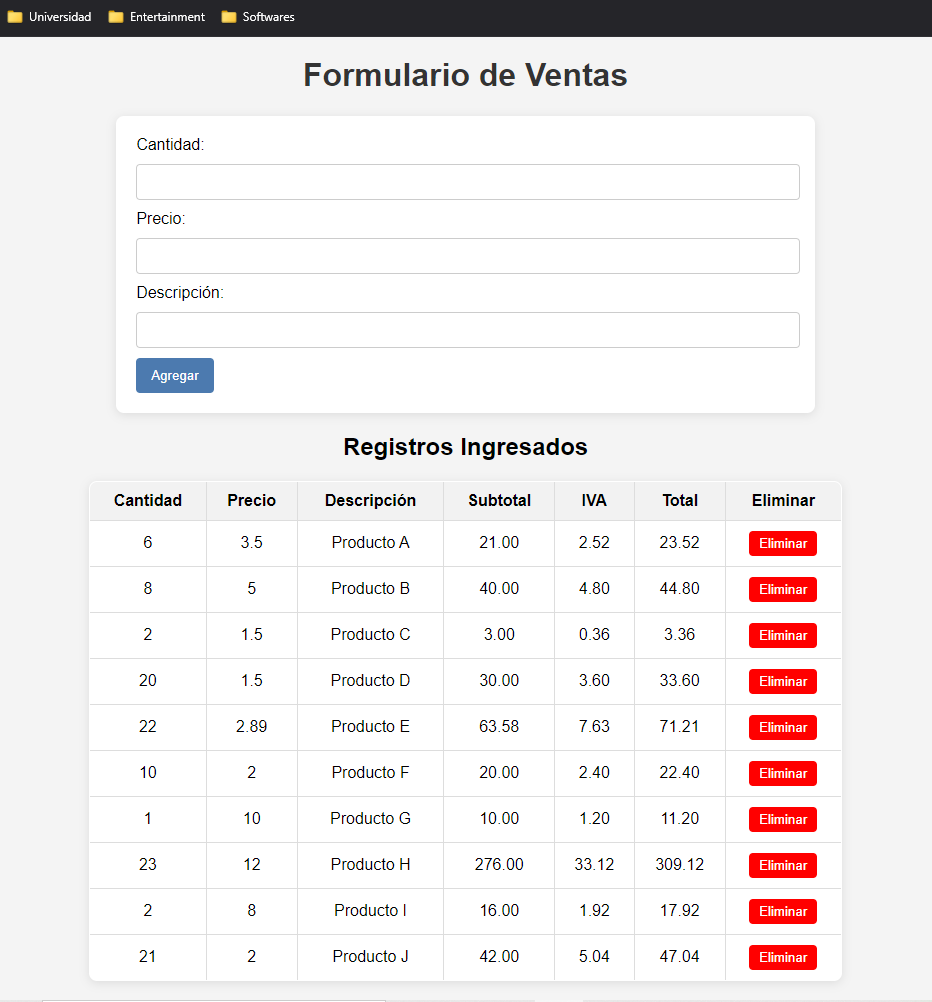 Universidad Entertainment Softwares
Formulario de Ventas
Cantidad:
Precio:
Descripción:
Agregar
Registros Ingresados
Cantidad Precio Descripción Subtotal IVA Total Eliminar
6 3.5 Producto A 21.00 2.52 23.52 Eliminar
8 5 Producto B 40.00 4.80 44.80 Eliminar
2 1.5 Producto C 3.00 0.36 3.36 Eliminar
20 1.5 Producto D 30.00 3.60 33.60 Eliminar
22 2.89 Producto E 63.58 7.63 71.21 Eliminar
10 2 Producto F 20.00 2.40 22.40 Eliminar
1 10 Producto G 10.00 1.20 11.20 Eliminar
23 12 Producto H 276.00 33.12 309.12 Eliminar
2 8 Producto I 16.00 1.92 17.92 Eliminar
21 2 Producto J 42.00 5.04 47.04 Eliminar